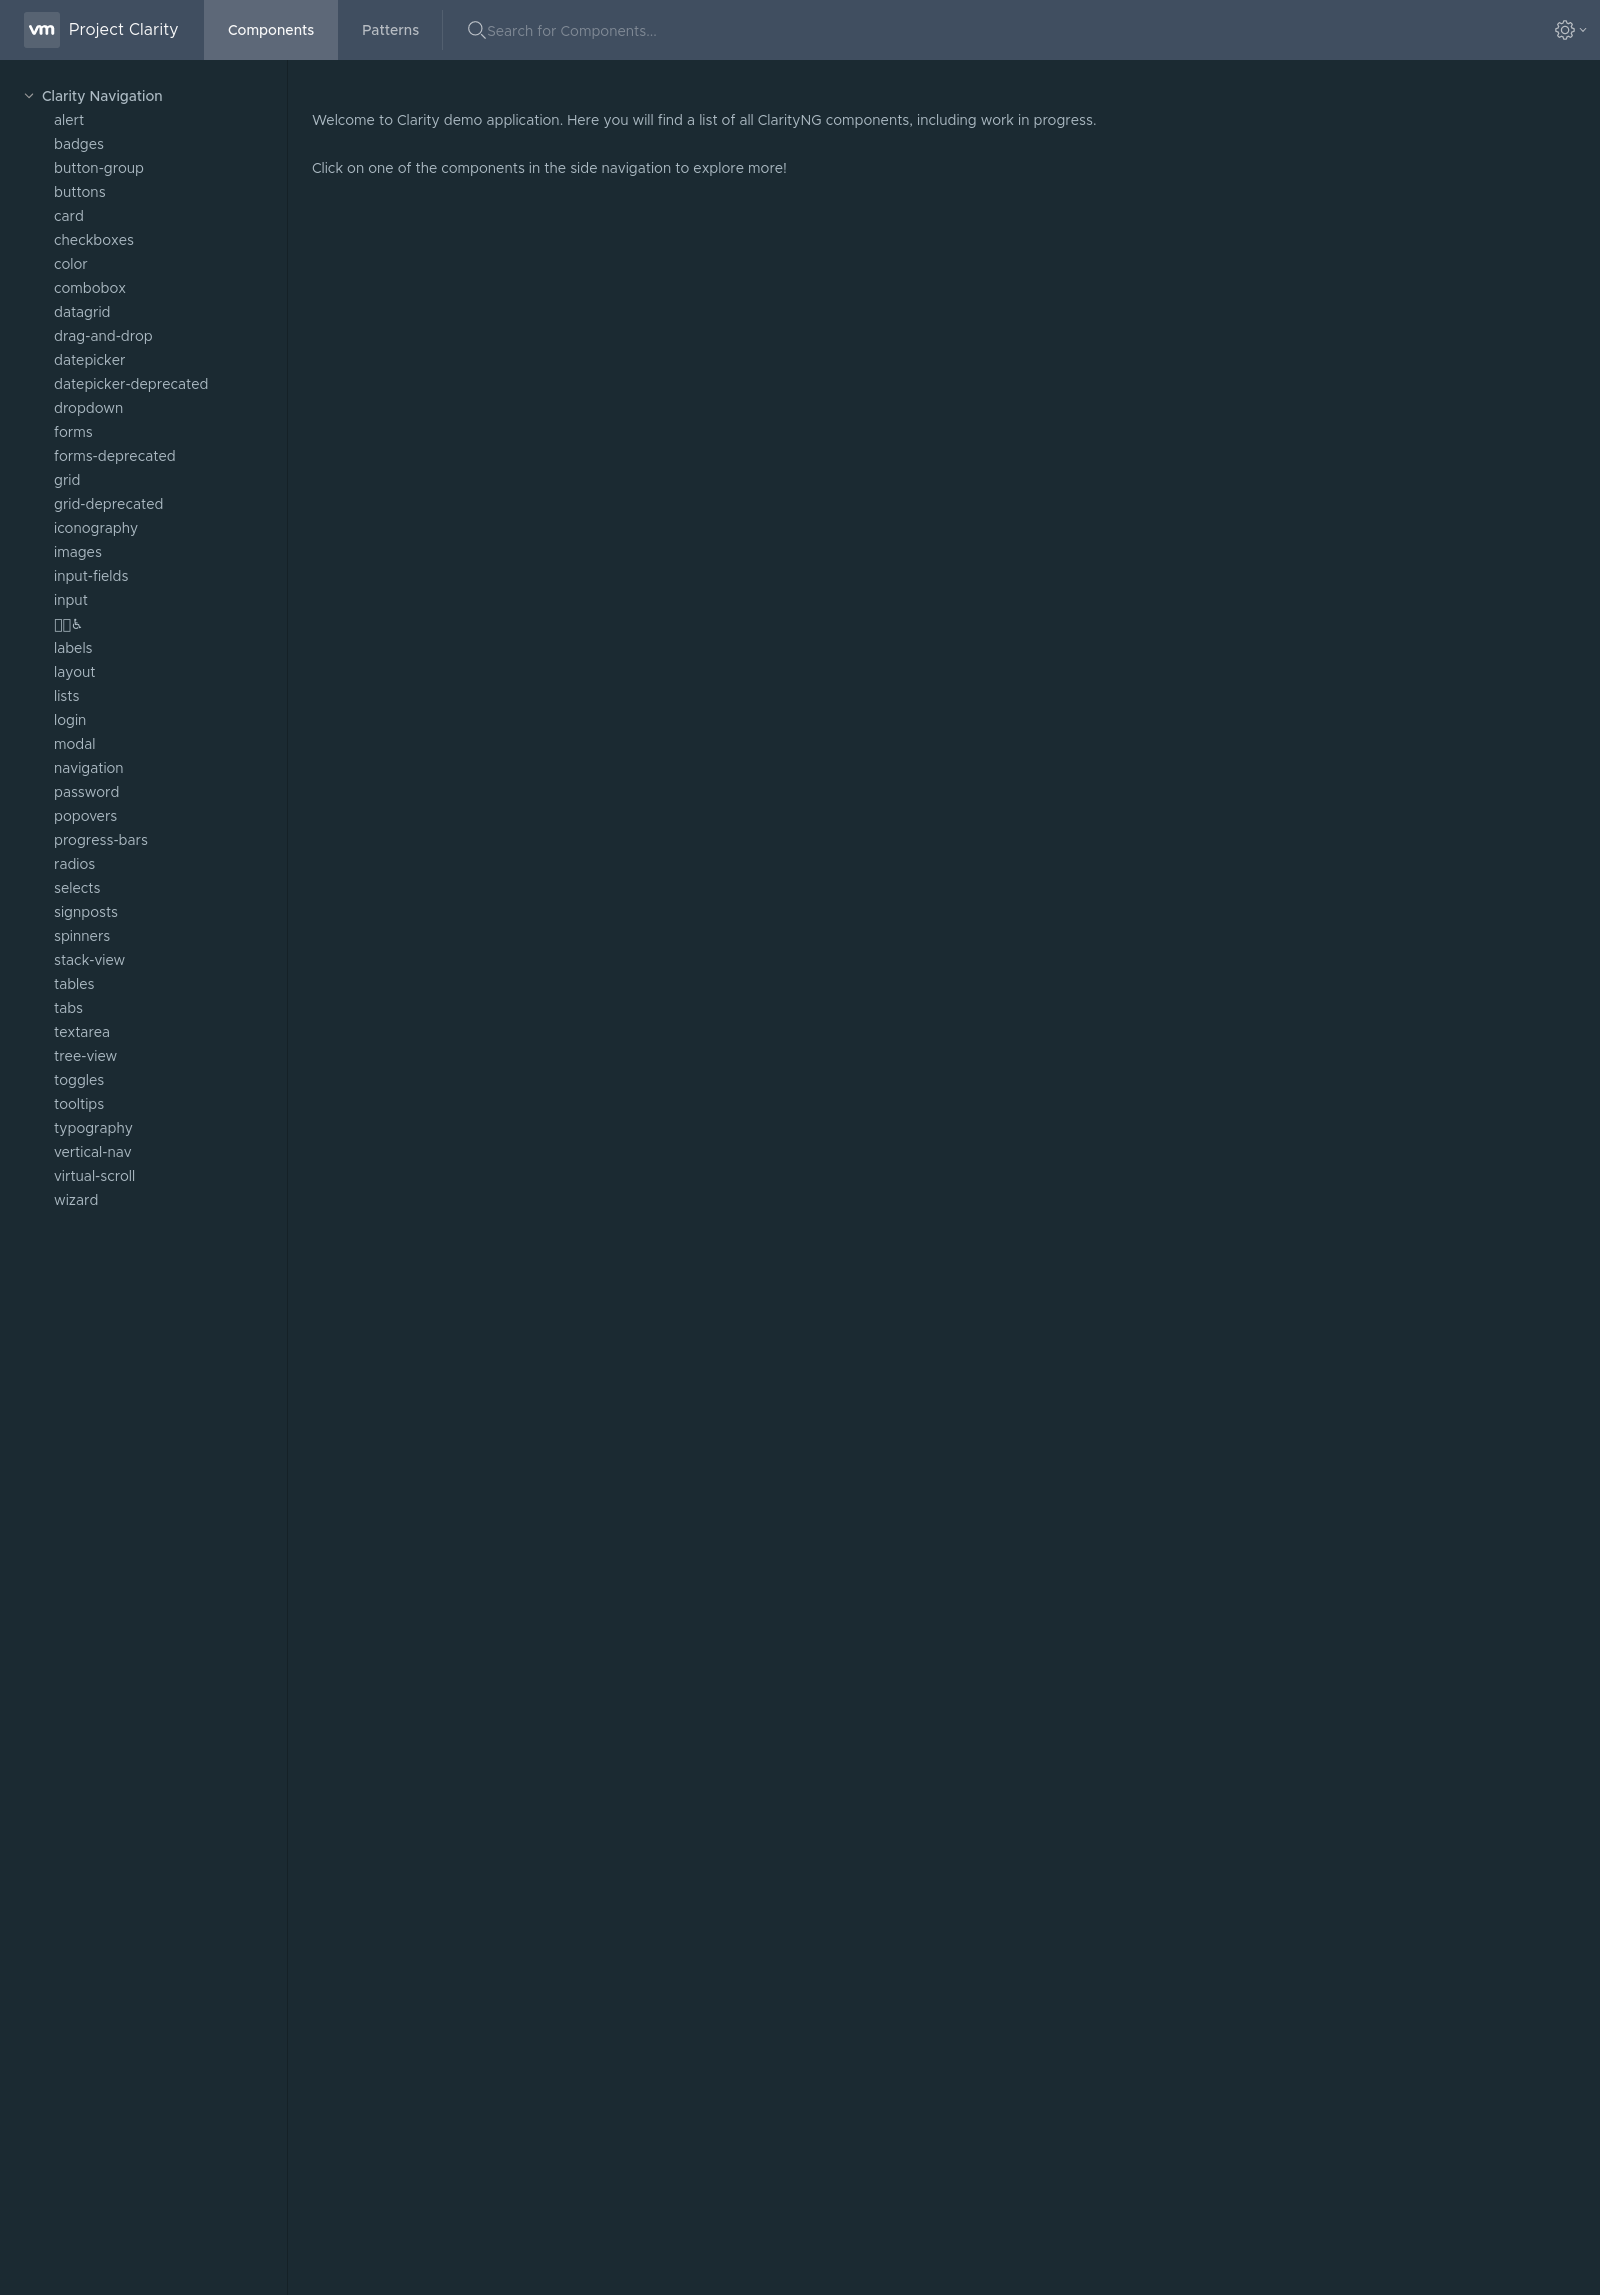 vm Project Clarity Components Patterns Search for Components...
Clarity Navigation
alert
Welcome to Clarity demo application. Here you will find a list of all ClarityNG components, including work in progress.
badges
button-group
Click on one of the components in the side navigation to explore more!
buttons
card
checkboxes
color
combobox
datagrid
drag-and-drop
datepicker
datepicker-deprecated
dropdown
forms
forms-deprecated
grid
grid-deprecated
iconography
images
input-fields
input
♿
labels
layout
lists
login
modal
navigation
password
popovers
progress-bars
radios
selects
signposts
spinners
stack-view
tables
tabs
textarea
tree-view
toggles
tooltips
typography
vertical-nav
virtual-scroll
wizard